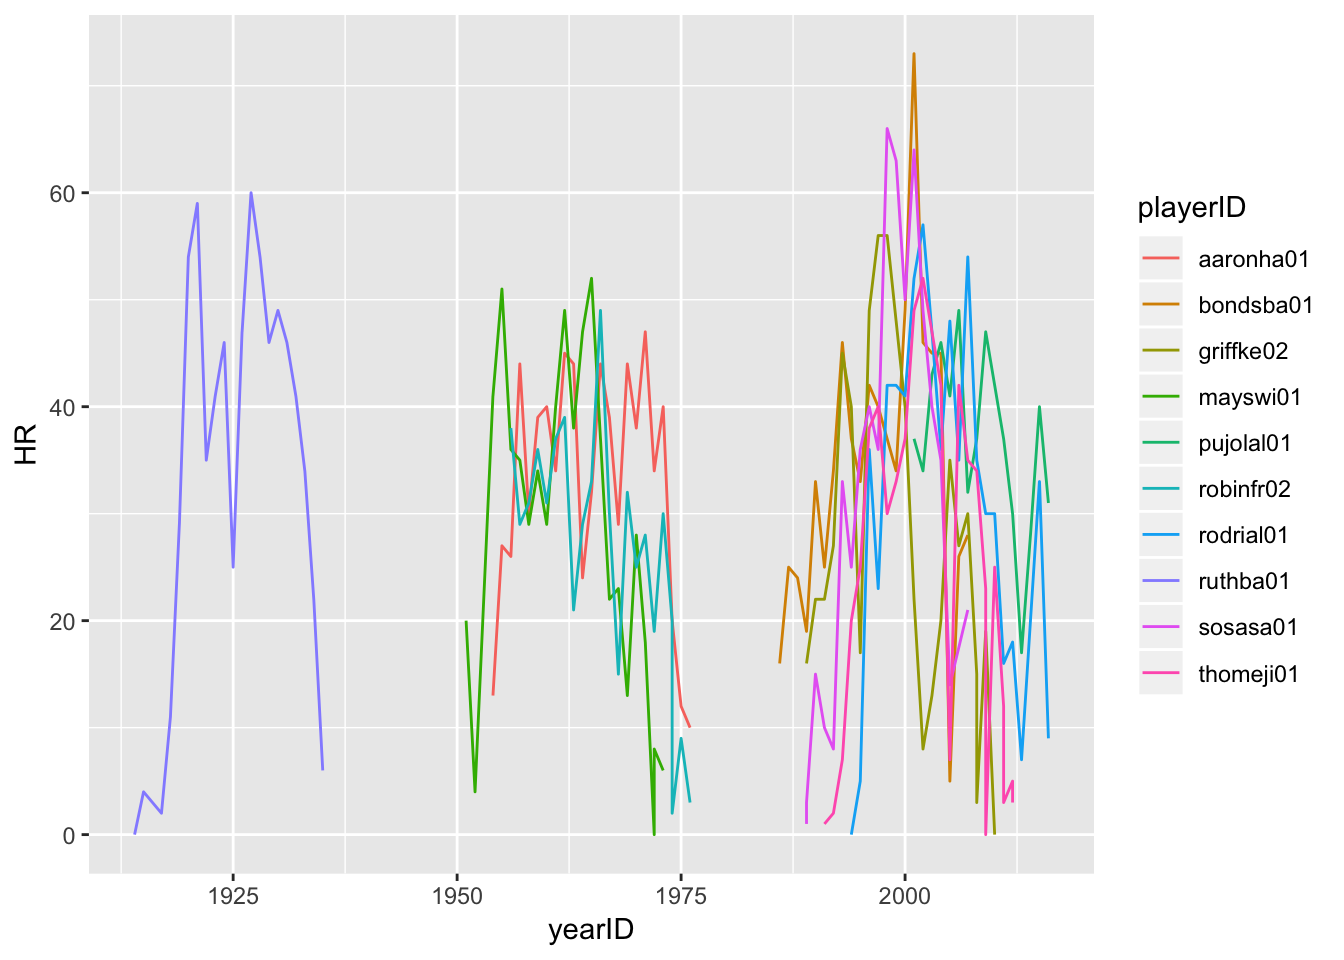 60
40
20
0
HR
1925 1950 1975 2000
yearID
playerID
aaronha01
bondsba01
griffke02
mayswi01
pujolal01
robinfr02
rodrial01
ruthba01
sosasa01
thomeji01